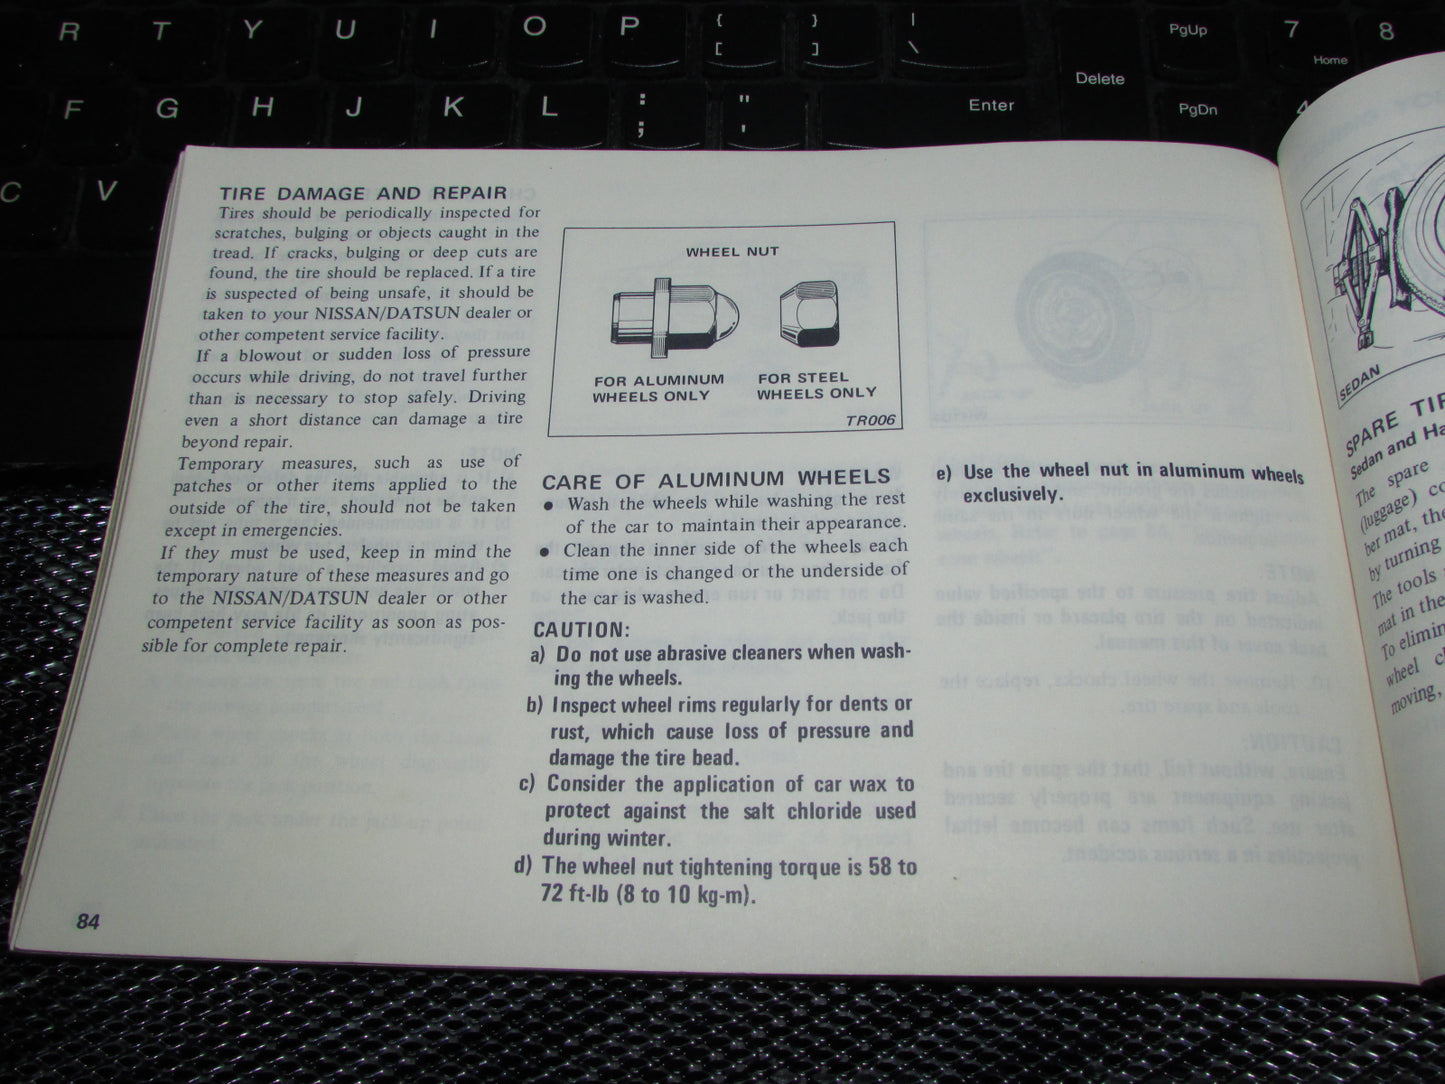 R T Y U I O P { [ } ] | \ PgUp 7 Home 8
Delete
F G H J K L : ; " ' Enter PgDn 4
C V
TIRE DAMAGE AND REPAIR
Tires should be periodically inspected for
scratches, bulging or objects caught in the
tread. If cracks, bulging or deep cuts are
found, the tire should be replaced. If a tire
is suspected of being unsafe, it should be
taken to your NISSAN/DATSUN dealer or
other competent service facility.
If a blowout or sudden loss of pressure
occurs while driving, do not travel further
than is necessary to stop safely. Driving
even a short distance can damage a tire
beyond repair.
Temporary measures, such as use of
patches or other items applied to the
outside of the tire, should not be taken
except in emergencies.
If they must be used, keep in mind the
temporary nature of these measures and go
to the NISSAN/DATSUN dealer or other
competent service facility as soon as pos-
sible for complete repair.
84
WHEEL NUT
FOR ALUMINUM
WHEELS ONLY
FOR STEEL
WHEELS ONLY
TR006
CARE OF ALUMINUM WHEELS
● Wash the wheels while washing the rest
of the car to maintain their appearance.
● Clean the inner side of the wheels each
time one is changed or the underside of
the car is washed.
CAUTION:
a) Do not use abrasive cleaners when wash-
ing the wheels.
b) Inspect wheel rims regularly for dents or
rust, which cause loss of pressure and
damage the tire bead.
c) Consider the application of car wax to
protect against the salt chloride used
during winter.
d) The wheel nut tightening torque is 58 to
72 ft-lb (8 to 10 kg-m).
e) Use the wheel nut in aluminum wheels
exclusively.
SEDAN
SPARE TIR
Sedan and Ha
The spare
(luggage) co
ber mat, the
by turning
The tools
mat in the
To elimin
wheel c
moving,